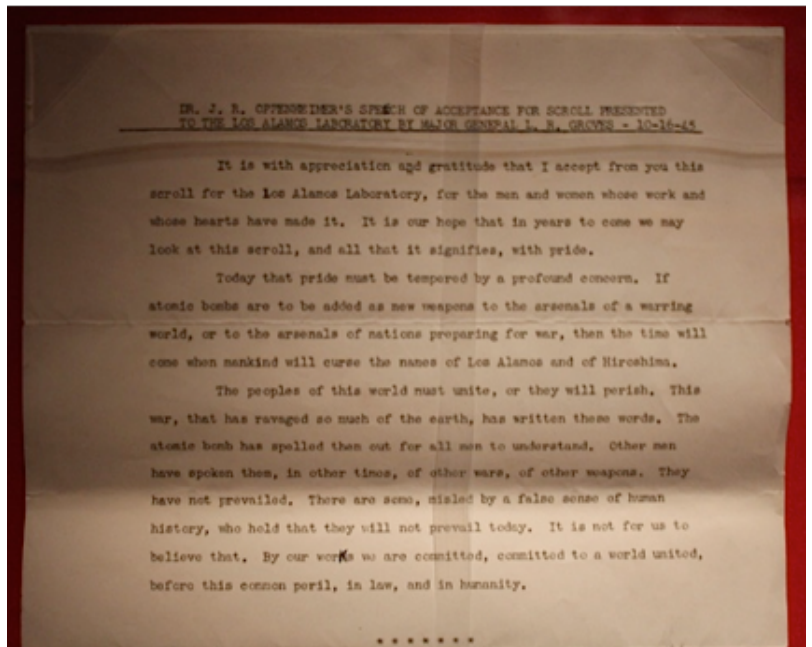 DR. J. R. OPPENHEIMER'S SPEECH OF ACCEPTANCE FOR SCROLL PRESENTED
TO THE LOS ALAMOS LABORATORY BY MAJOR GENERAL L. R. GROVES - 10-16-45
It is with appreciation and gratitude that I accept from you this
scroll for the Los Alamos Laboratory, for the men and women whose work and
whose hearts have made it. It is our hope that in years to come we may
look at this scroll, and all that it signifies, with pride.
Today that pride must be tempered by a profound concern. If
atomic bombs are to be added as new weapons to the arsenals of a warring
world, or to the arsenals of nations preparing for war, then the time will
come when mankind will curse the names of Los Alamos and of Hiroshima.
The peoples of this world must unite, or they will perish. This
war, that has ravaged so much of the earth, has written these words. The
atomic bomb has spelled them out for all men to understand. Other men
have spoken them, in other times, of other wars, of other weapons. They
have not prevailed. There are some, misled by a false sense of human
history, who hold that they will not prevail today. It is not for us to
believe that. By our works we are committed, committed to a world united,
before this common peril, in law, and in humanity.
* * * * * * *